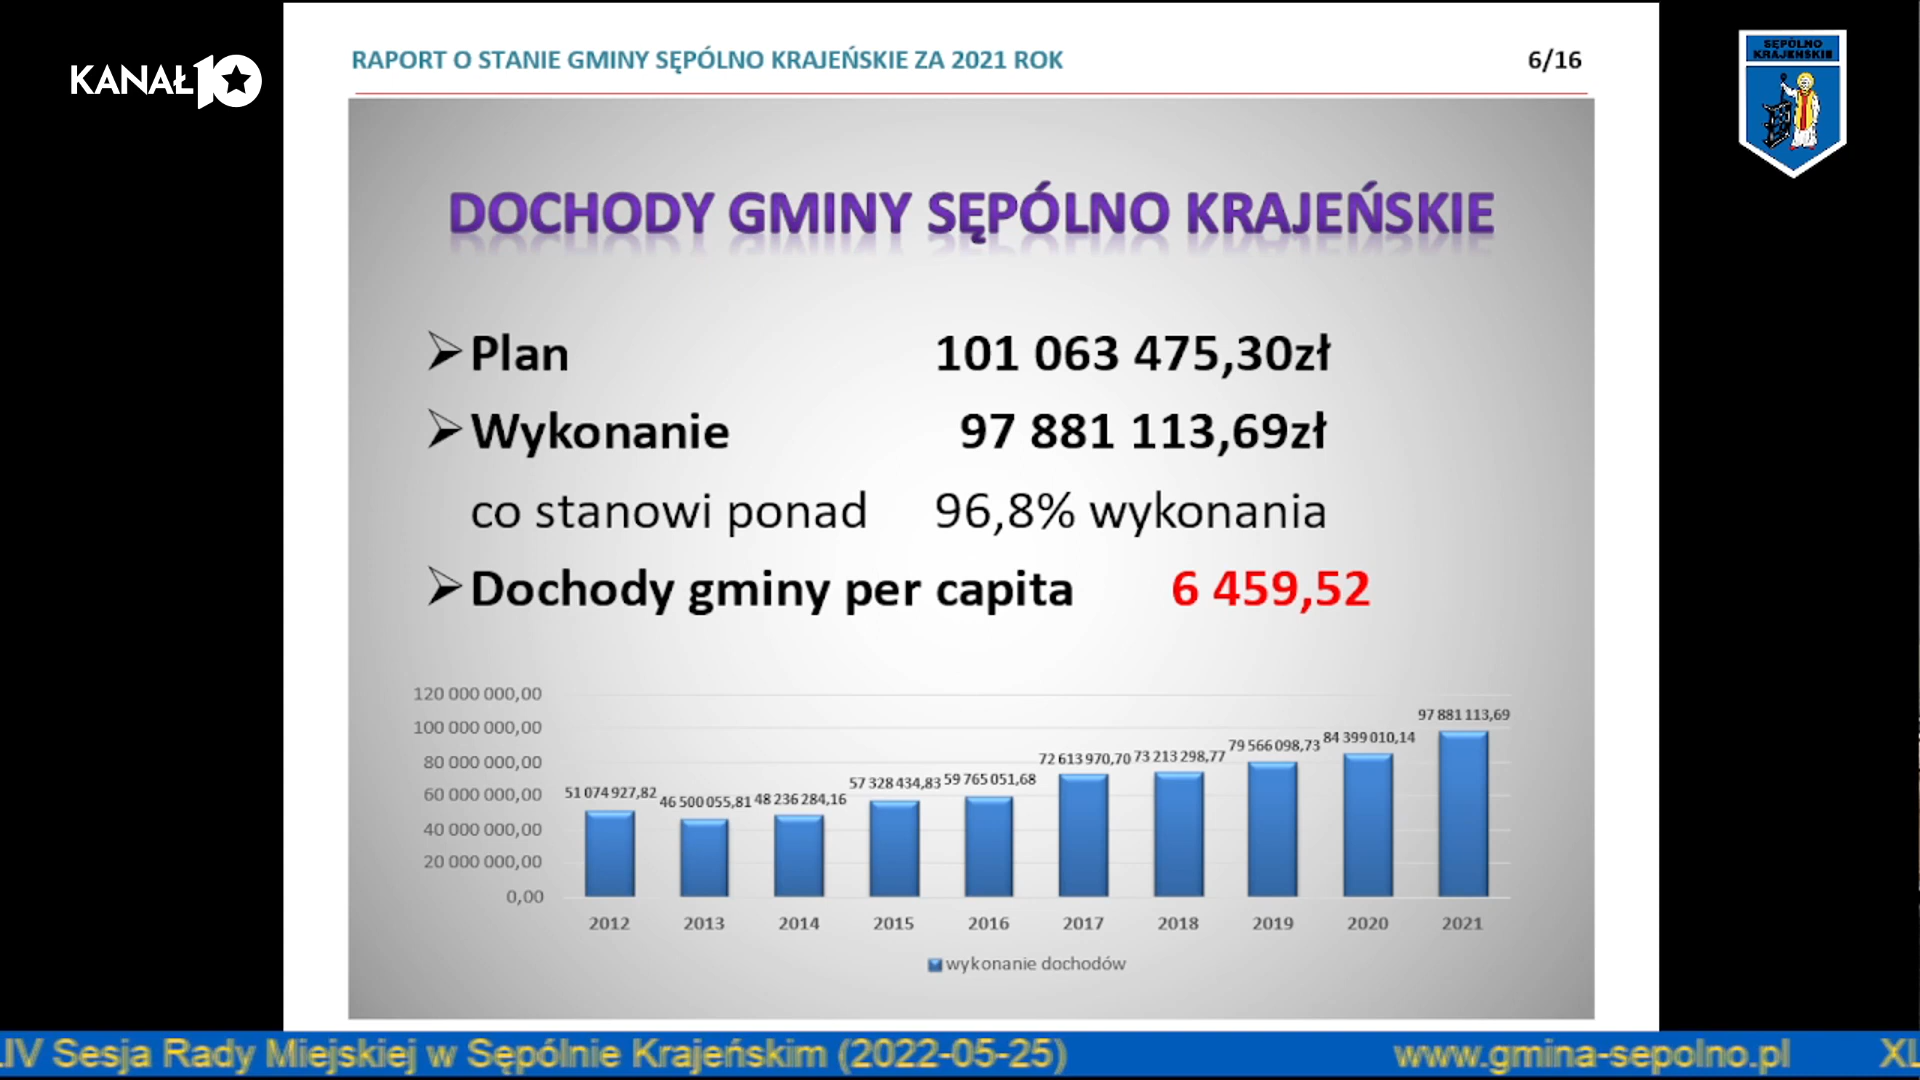 KANAŁ 10
RAPORT O STANIE GMINY SĘPÓLNO KRAJEŃSKIE ZA 2021 ROK
6/16
SĘPÓLNO
KRAJEŃSKIE
DOCHODY GMINY SĘPÓLNO KRAJEŃSKIE
Plan 101 063 475,30zł
Wykonanie 97 881 113,69zł
co stanowi ponad 96,8% wykonania
Dochody gminy per capita 6 459,52
120 000 000,00
100 000 000,00
80 000 000,00
60 000 000,00
40 000 000,00
20 000 000,00
0,00
51 074 927,82
46 500 055,81
48 236 284,16
57 328 434,83
59 765 051,68
72 613 970,70
73 213 298,77
79 566 098,73
84 399 010,14
97 881 113,69
2012 2013 2014 2015 2016 2017 2018 2019 2020 2021
wykonanie dochodów
LIV Sesja Rady Miejskiej w Sępólnie Krajeńskim (2022-05-25) www.gmina-sepolno.pl XL